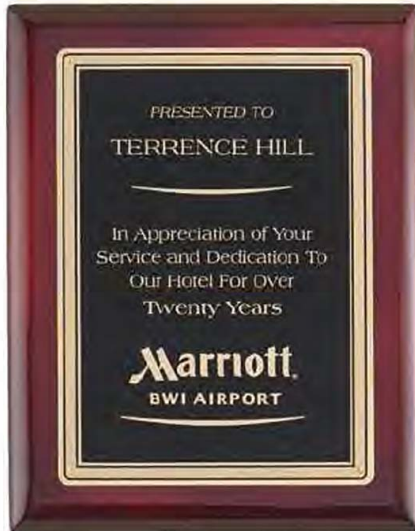 PRESENTED TO
TERRENCE HILL
In Appreciation of Your
Service and Dedication To
Our Hotel For Over
Twenty Years
Marriott
BWI AIRPORT